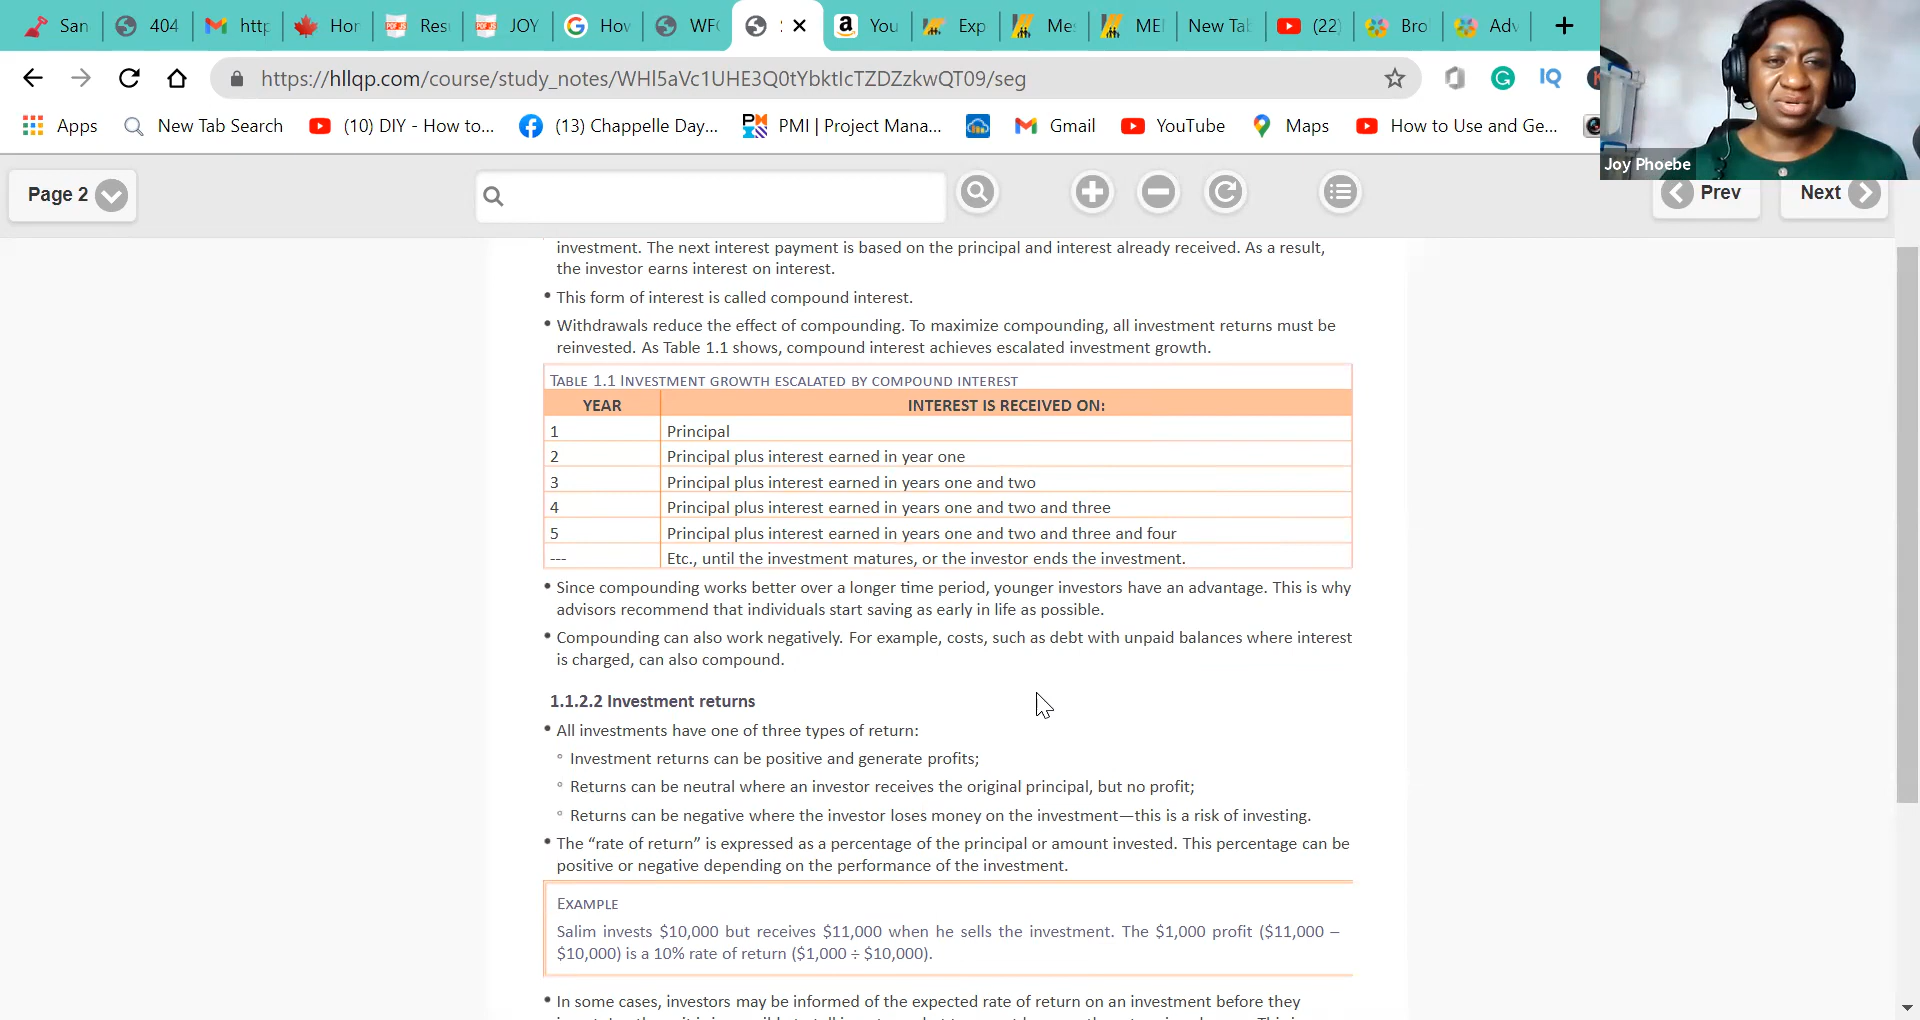 San 404 http Hor Res JOY Hov WFC S × You Exp Me MEI New Tab (22) Bro Adv
https://hllqp.com/course/study_notes/WHl5aVc1UHE3Q0tYbktIcTZDZzkwQT09/seg
Apps New Tab Search (10) DIY - How to... (13) Chappelle Day... PMI | Project Mana... Gmail YouTube Maps How to Use and Ge...
Joy Phoebe
Page 2 Prev Next
investment. The next interest payment is based on the principal and interest already received. As a result,
the investor earns interest on interest.
• This form of interest is called compound interest.
• Withdrawals reduce the effect of compounding. To maximize compounding, all investment returns must be
reinvested. As Table 1.1 shows, compound interest achieves escalated investment growth.
TABLE 1.1 INVESTMENT GROWTH ESCALATED BY COMPOUND INTEREST
YEAR INTEREST IS RECEIVED ON:
1 Principal
2 Principal plus interest earned in year one
3 Principal plus interest earned in years one and two
4 Principal plus interest earned in years one and two and three
5 Principal plus interest earned in years one and two and three and four
--- Etc., until the investment matures, or the investor ends the investment.
• Since compounding works better over a longer time period, younger investors have an advantage. This is why
advisors recommend that individuals start saving as early in life as possible.
• Compounding can also work negatively. For example, costs, such as debt with unpaid balances where interest
is charged, can also compound.
1.1.2.2 Investment returns
• All investments have one of three types of return:
° Investment returns can be positive and generate profits;
° Returns can be neutral where an investor receives the original principal, but no profit;
° Returns can be negative where the investor loses money on the investment—this is a risk of investing.
• The “rate of return” is expressed as a percentage of the principal or amount invested. This percentage can be
positive or negative depending on the performance of the investment.
EXAMPLE
Salim invests $10,000 but receives $11,000 when he sells the investment. The $1,000 profit ($11,000 –
$10,000) is a 10% rate of return ($1,000 ÷ $10,000).
• In some cases, investors may be informed of the expected rate of return on an investment before they